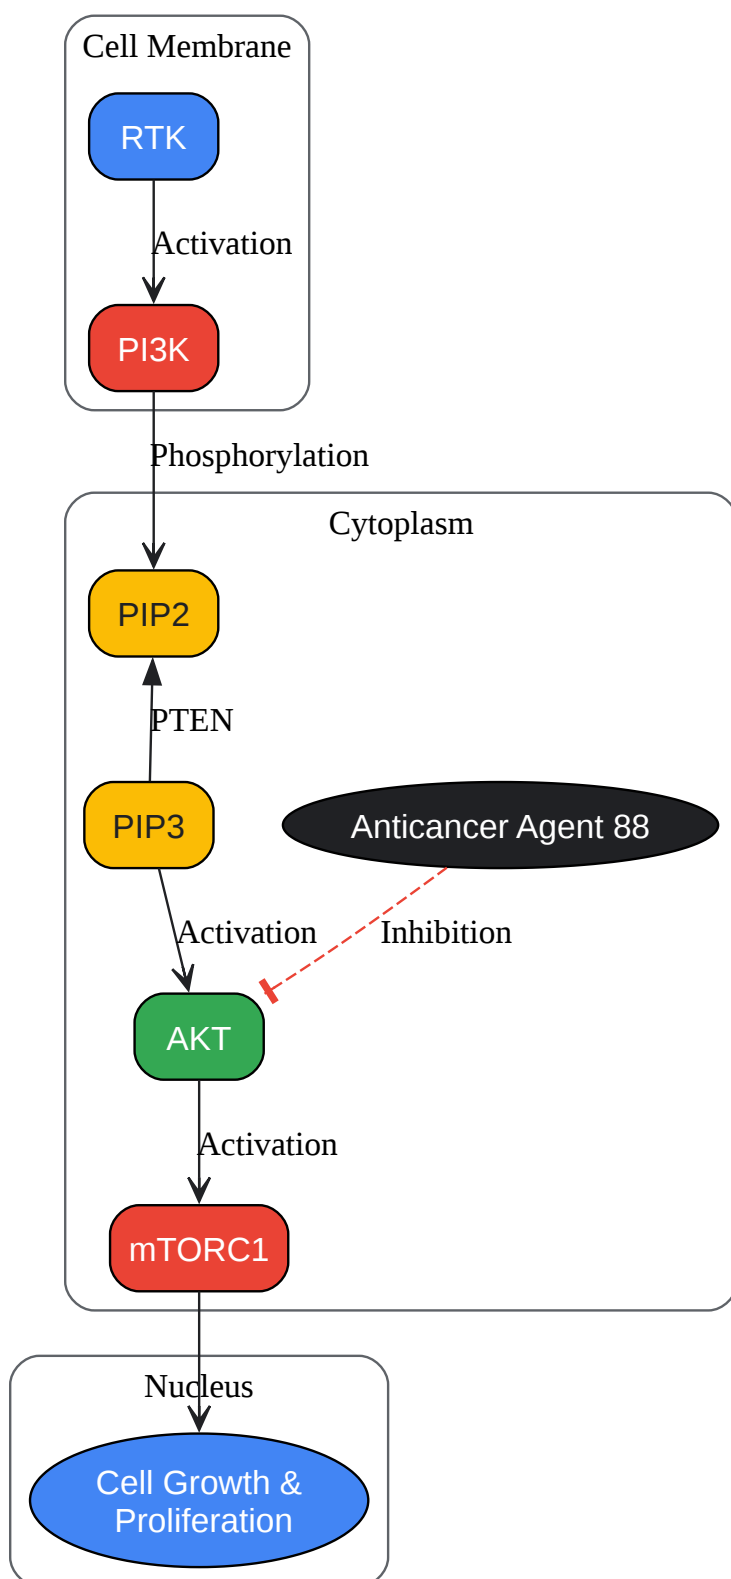 Cell Membrane
RTK
Activation
PI3K
Phosphorylation
Cytoplasm
PIP2
PTEN
PIP3
Anticancer Agent 88
Activation
Inhibition
AKT
Activation
mTORC1
Nucleus
Cell Growth &
Proliferation